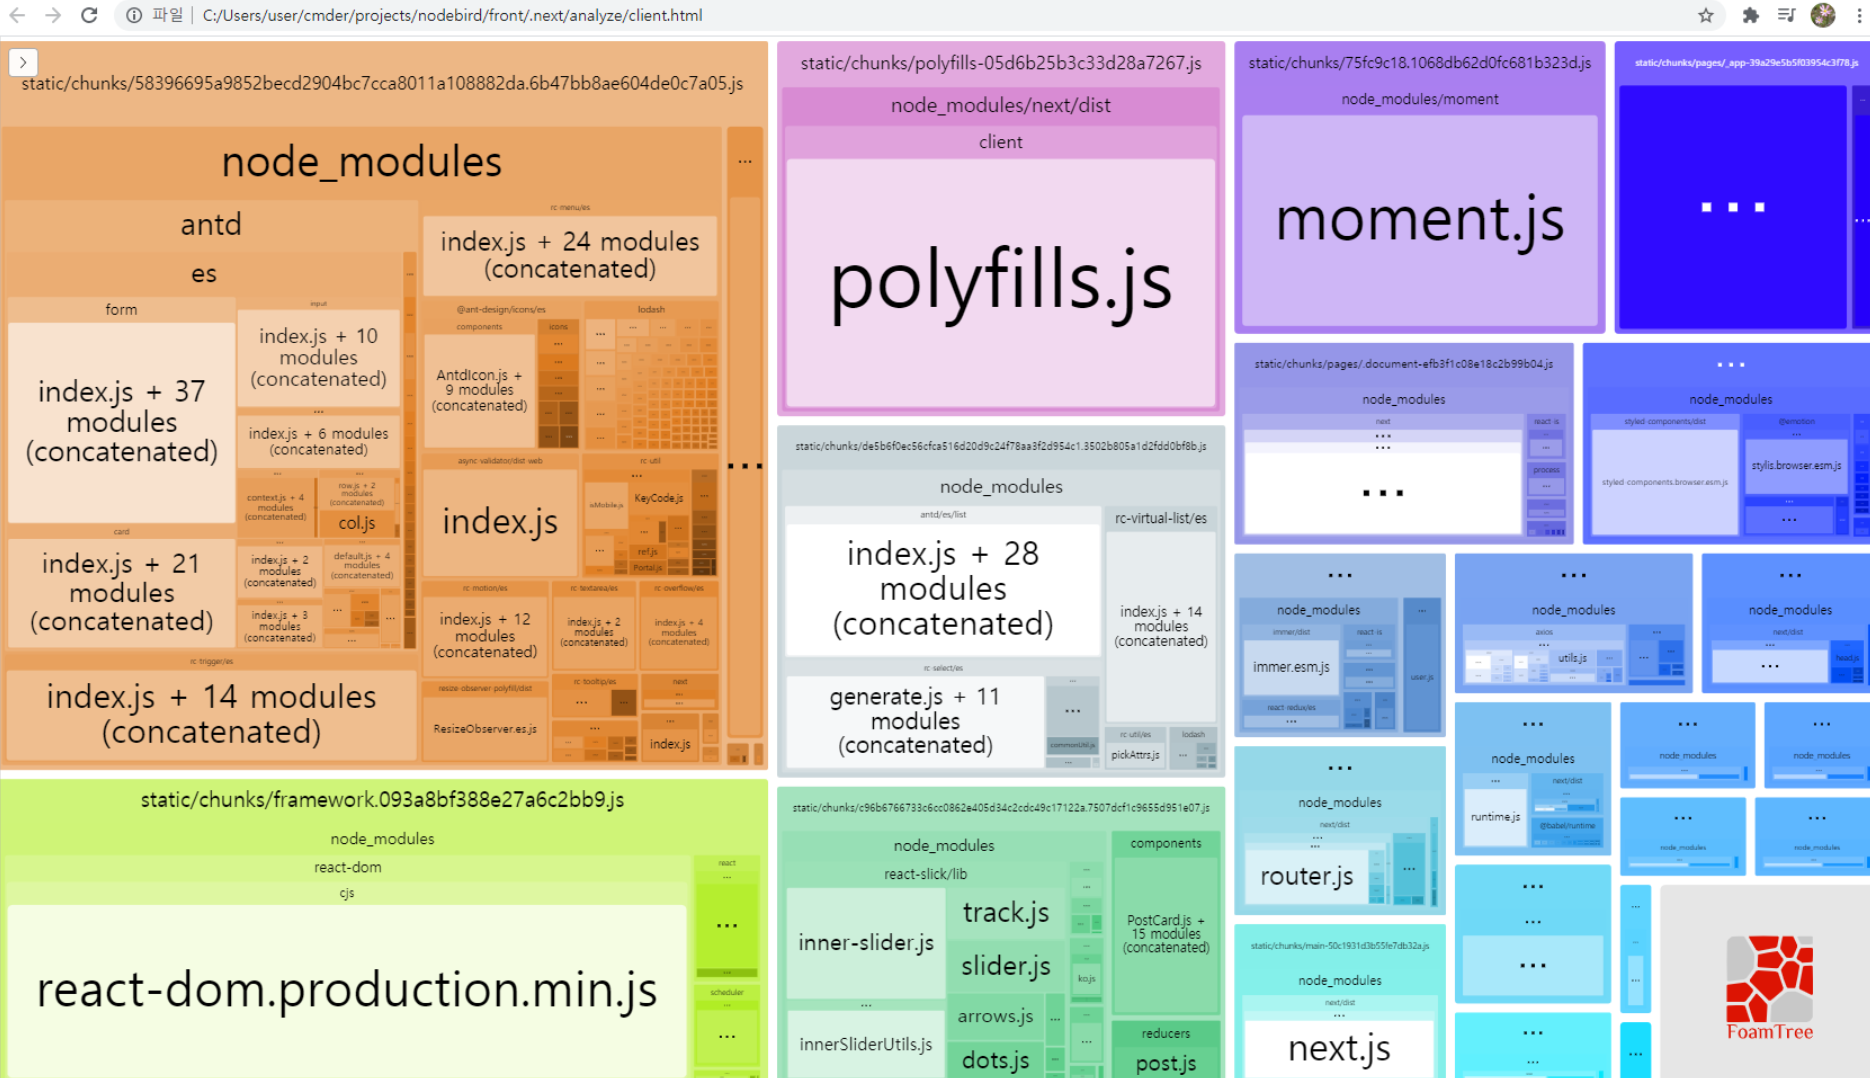 파일 | C:/Users/user/cmder/projects/nodebird/front/.next/analyze/client.html
static/chunks/58396695a9852becd2904bc7cca8011a108882da.6b47bb8ae604de0c7a05.js
node_modules
...
antd
es
form
index.js + 37
modules
(concatenated)
input
index.js + 10
modules
(concatenated)
...
index.js + 6 modules
(concatenated)
context.js + 4
modules
(concatenated)
row.js + 2
modules
(concatenated)
col.js
card
index.js + 21
modules
(concatenated)
index.js + 2
modules
(concatenated)
default.js + 4
modules
(concatenated)
index.js + 3
modules
(concatenated)
rc-trigger/es
index.js + 14 modules
(concatenated)
rc-menu/es
index.js + 24 modules
(concatenated)
@ant-design/icons/es
components
icons
AntdIcon.js +
9 modules
(concatenated)
lodash
async-validator/dist-web
index.js
rc-util
isMobile.js
KeyCode.js
ref.js
Portal.js
rc-motion/es
index.js + 12
modules
(concatenated)
rc-textarea/es
index.js + 2
modules
(concatenated)
rc-overflow/es
index.js + 4
modules
(concatenated)
resize-observer-polyfill/dist
ResizeObserver.es.js
rc-tooltip/es
next
index.js
static/chunks/framework.093a8bf388e27a6c2bb9.js
node_modules
react-dom
cjs
react-dom.production.min.js
react
...
scheduler
...
static/chunks/polyfills-05d6b25b3c33d28a7267.js
node_modules/next/dist
client
polyfills.js
static/chunks/de5b6f0ec56cfca516d20d9c24f78aa3f2d954c1.3502b805a1d2fdd0bf8b.js
node_modules
antd/es/list
index.js + 28
modules
(concatenated)
rc-virtual-list/es
index.js + 14
modules
(concatenated)
rc-select/es
generate.js + 11
modules
(concatenated)
...
commonUtil.js
rc-util/es
pickAttrs.js
lodash
...
static/chunks/c96b6766733c6cc0862e405d34c2cdc49c17122a.7507dcf1c9655d951e07.js
node_modules
react-slick/lib
inner-slider.js
track.js
slider.js
...
innerSliderUtils.js
arrows.js
dots.js
ko.js
components
PostCard.js +
15 modules
(concatenated)
reducers
post.js
static/chunks/75fc9c18.1068db62d0fc681b323d.js
node_modules/moment
moment.js
static/chunks/pages/_app-39a29e5b5f03954c3f78.js
...
static/chunks/pages/.document-efb3f1c08e18c2b99b04.js
node_modules
next
...
react-is
process
...
node_modules
styled-components/dist
styled-components.browser.esm.js
@emotion
stylis.browser.esm.js
...
...
node_modules
immer/dist
immer.esm.js
react-is
user.js
react-redux/es
...
node_modules
axios
utils.js
...
node_modules
next/dist
...
head.js
...
node_modules
next/dist
router.js
...
node_modules
runtime.js
next/dist
@babel/runtime
...
node_modules
...
node_modules
...
node_modules
...
node_modules
static/chunks/main-50c1931d3b55fe7db32a.js
node_modules
next/dist
...
next.js
...
FoamTree